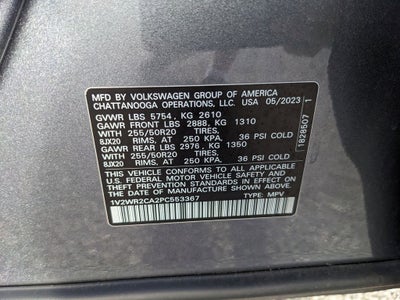 MFD BY VOLKSWAGEN GROUP OF AMERICA
CHATTANOOGA OPERATIONS, LLC. USA 05/2023
GVWR LBS 5754, KG 2610
GAWR FRONT LBS 2888, KG 1310
WITH 255/50R20 TIRES,
8JX20 RIMS, AT 250 KPA, 36 PSI COLD
GAWR REAR LBS 2976, KG 1350
WITH 255/50R20 TIRES,
8JX20 RIMS, AT 250 KPA, 36 PSI COLD
THIS VEHICLE CONFORMS TO ALL APPLICABLE
FEDERAL MOTOR VEHICLE SAFETY AND
THEFT PREVENTION STANDARDS IN EFFECT ON
THE DATE OF MANUFACTURE SHOWN ABOVE.
1V2WR2CA2PC553367 TYPE: MPV
1828507 1